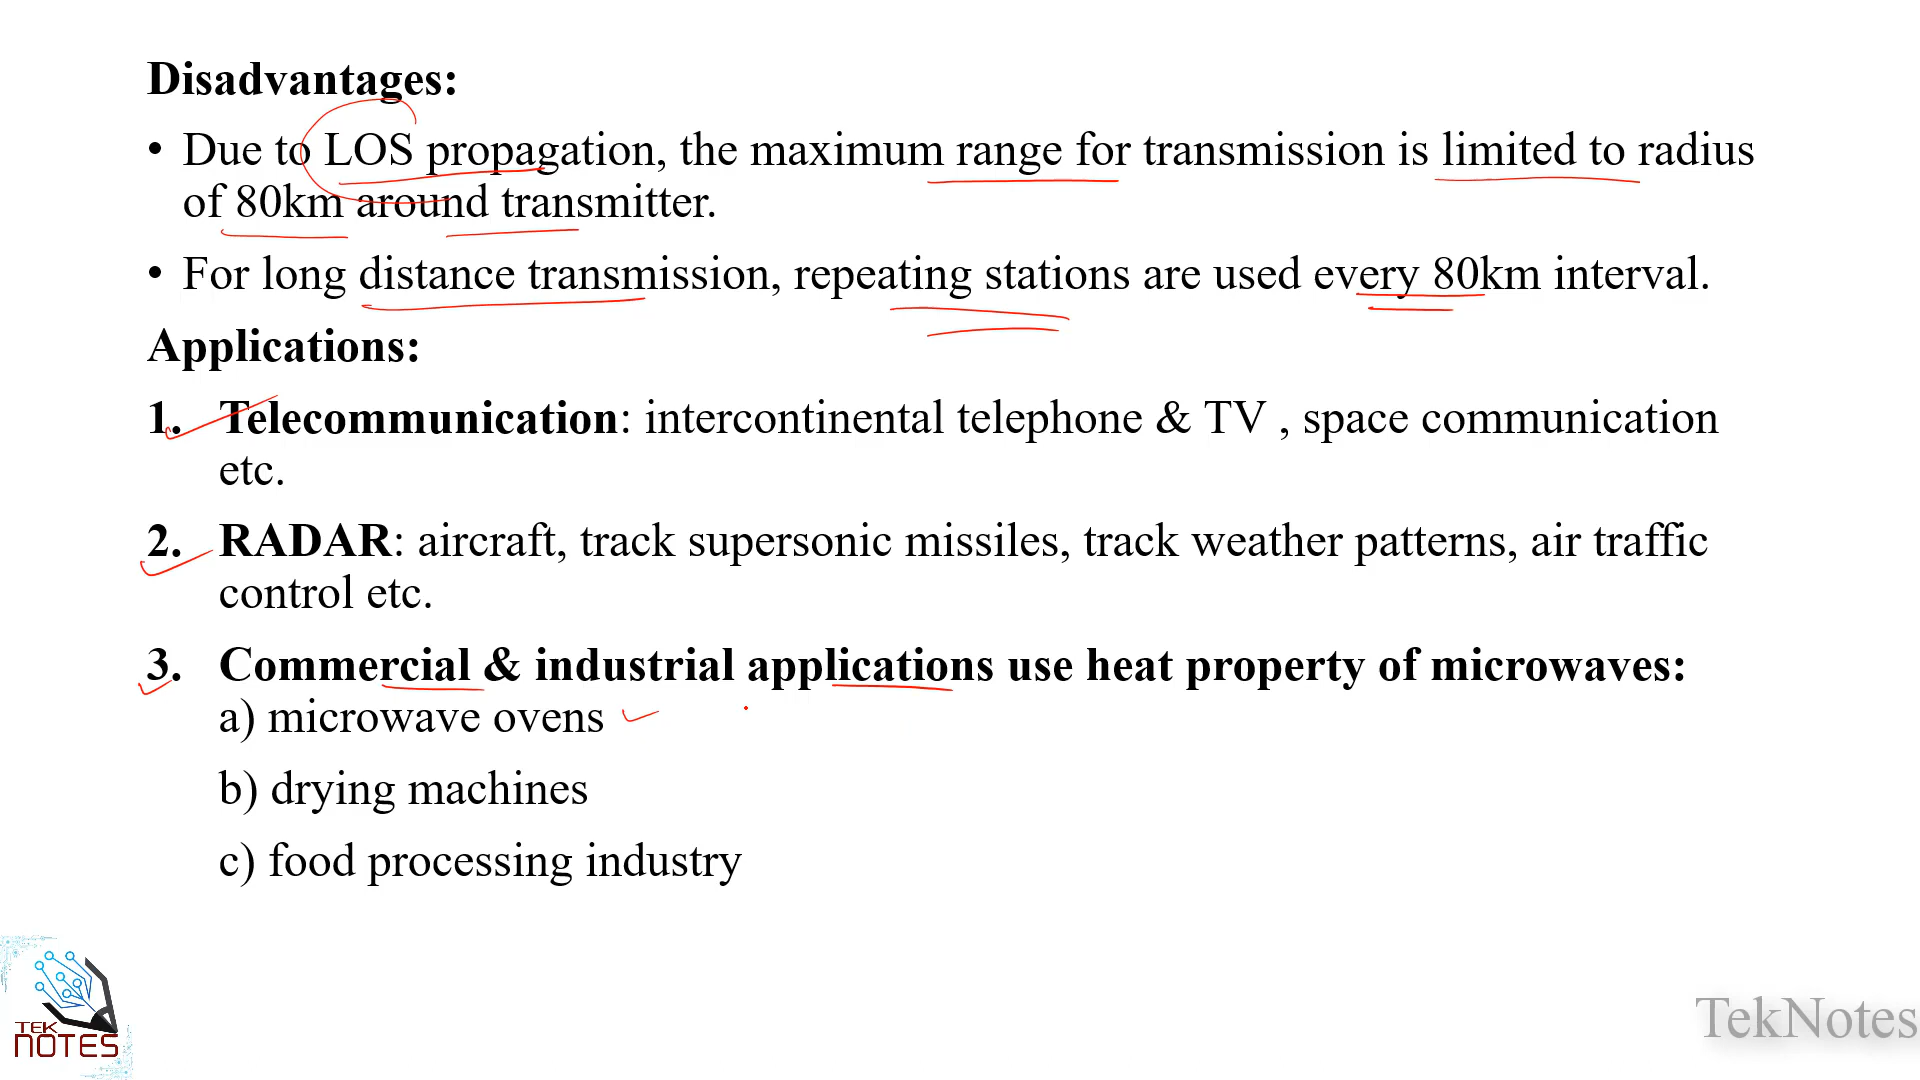 Disadvantages:
• Due to LOS propagation, the maximum range for transmission is limited to radius
of 80km around transmitter.
• For long distance transmission, repeating stations are used every 80km interval.
Applications:
1. Telecommunication: intercontinental telephone & TV , space communication
etc.
2. RADAR: aircraft, track supersonic missiles, track weather patterns, air traffic
control etc.
3. Commercial & industrial applications use heat property of microwaves:
a) microwave ovens
b) drying machines
c) food processing industry
TEK
NOTES
TekNotes